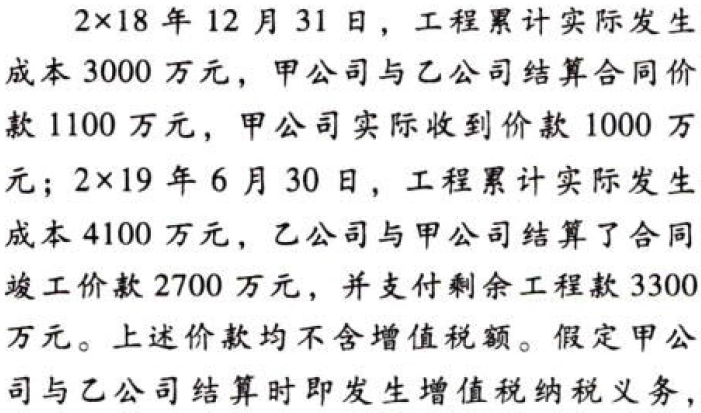 2×18 年 12 月 31 日，工程累计实际发生
成本 3000 万元，甲公司与乙公司结算合同价
款 1100 万元，甲公司实际收到价款 1000 万
元；2×19 年 6 月 30 日，工程累计实际发生
成本 4100 万元，乙公司与甲公司结算了合同
竣工价款 2700 万元，并支付剩余工程款 3300
万元。上述价款均不含增值税额。假定甲公
司与乙公司结算时即发生增值税纳税义务，